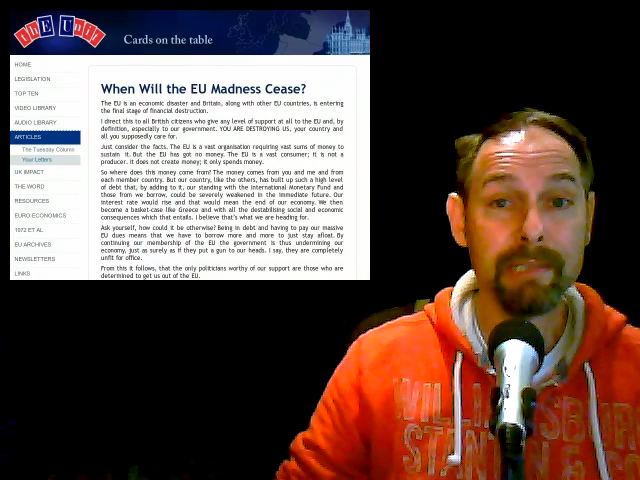 thE Unit
Cards on the table
HOME
LEGISLATION
TOP TEN
VIDEO LIBRARY
AUDIO LIBRARY
ARTICLES
The Tuesday Column
Your Letters
UK IMPACT
THE WORD
RESOURCES
EURO ECONOMICS
1972 ET AL
EU ARCHIVES
NEWSLETTERS
LINKS
When Will the EU Madness Cease?
The EU is an economic disaster and Britain, along with other EU countries, is entering
the final stage of financial destruction.
I direct this to all British citizens who give any level of support at all to the EU and, by
definition, especially to our government. YOU ARE DESTROYING US, your country and
all you supposedly care for.
Just consider the facts. The EU is a vast organisation requiring vast sums of money to
sustain it. But the EU has got no money. The EU is a vast consumer; it is not a
producer. It does not create money; it only spends money.
So where does this money come from? The money comes from you and me and from
each member country. But our country, like the others, has built up such a high level
of debt that, by adding to it, our standing with the International Monetary Fund and
those from we borrow, could be severely weakened in the immediate future. Our
interest rate would rise and that would mean the end of our economy. We then
become a basket-case like Greece and with all the destabilising social and economic
consequences which that entails. I believe that's what we are heading for.
Ask yourself, how could it be otherwise? Being in debt and having to pay our massive
EU dues means that we have to borrow more and more to just stay afloat. By
continuing our membership of the EU the government is thus undermining our
economy, just as surely as if they put a gun to our heads. I say, they are completely
unfit for office.
From this it follows, that the only politicians worthy of our support are those who are
determined to get us out of the EU.
WILLIAMSBURG
STANTON &